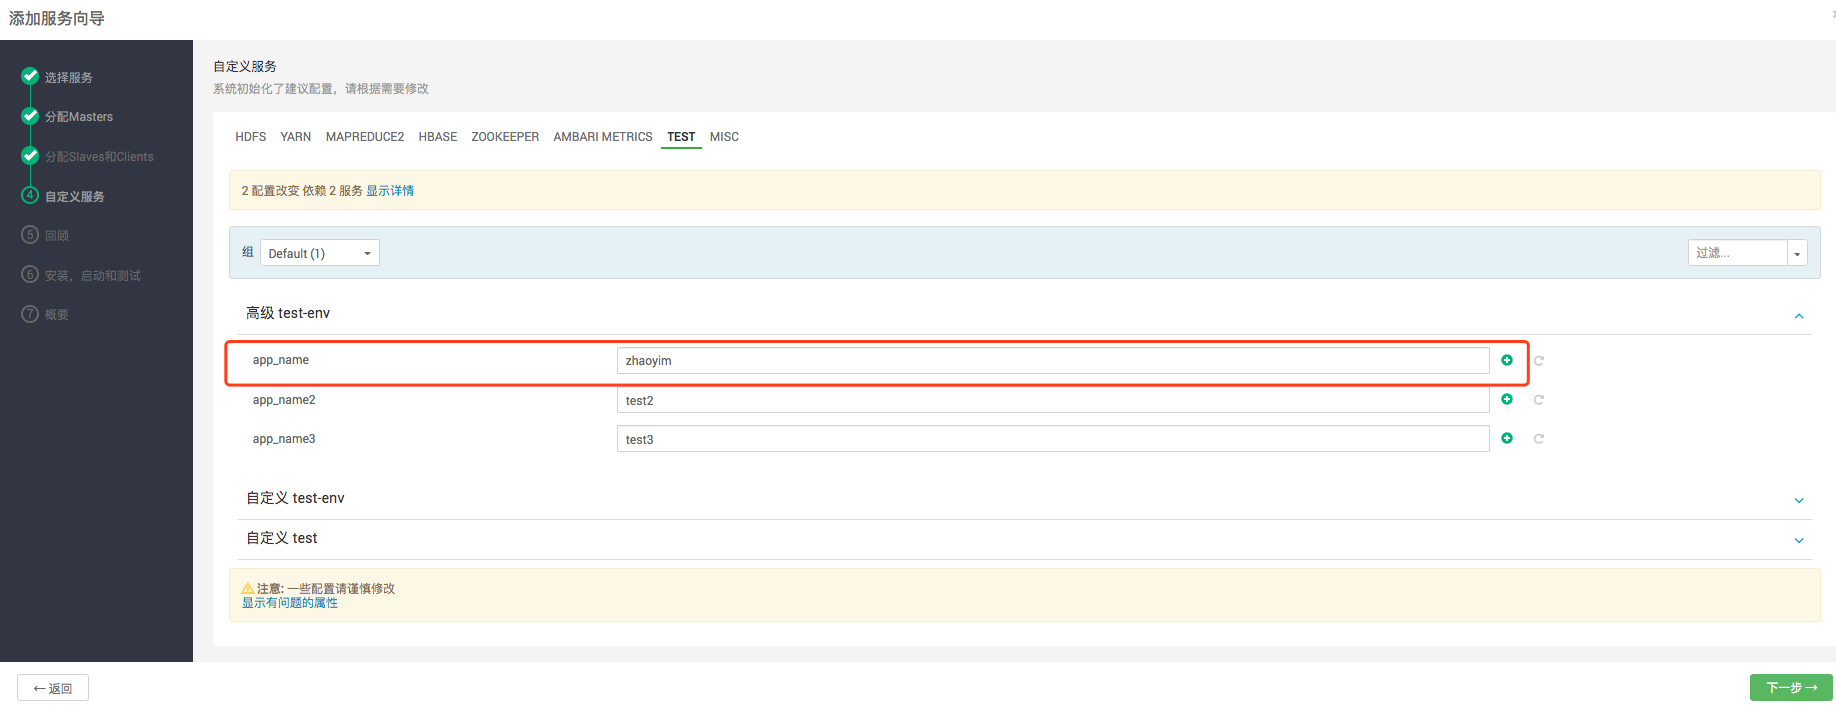 添加服务向导
选择服务
分配Masters
分配Slaves和Clients
4 自定义服务
5 回顾
6 安装，启动和测试
7 概要
自定义服务
系统初始化了建议配置，请根据需要修改
HDFS YARN MAPREDUCE2 HBASE ZOOKEEPER AMBARI METRICS TEST MISC
2 配置改变 依赖 2 服务 显示详情
组 Default (1) 过滤...
高级 test-env
app_name zhaoyim
app_name2 test2
app_name3 test3
自定义 test-env
自定义 test
注意: 一些配置请谨慎修改
显示有问题的属性
←返回 下一步→